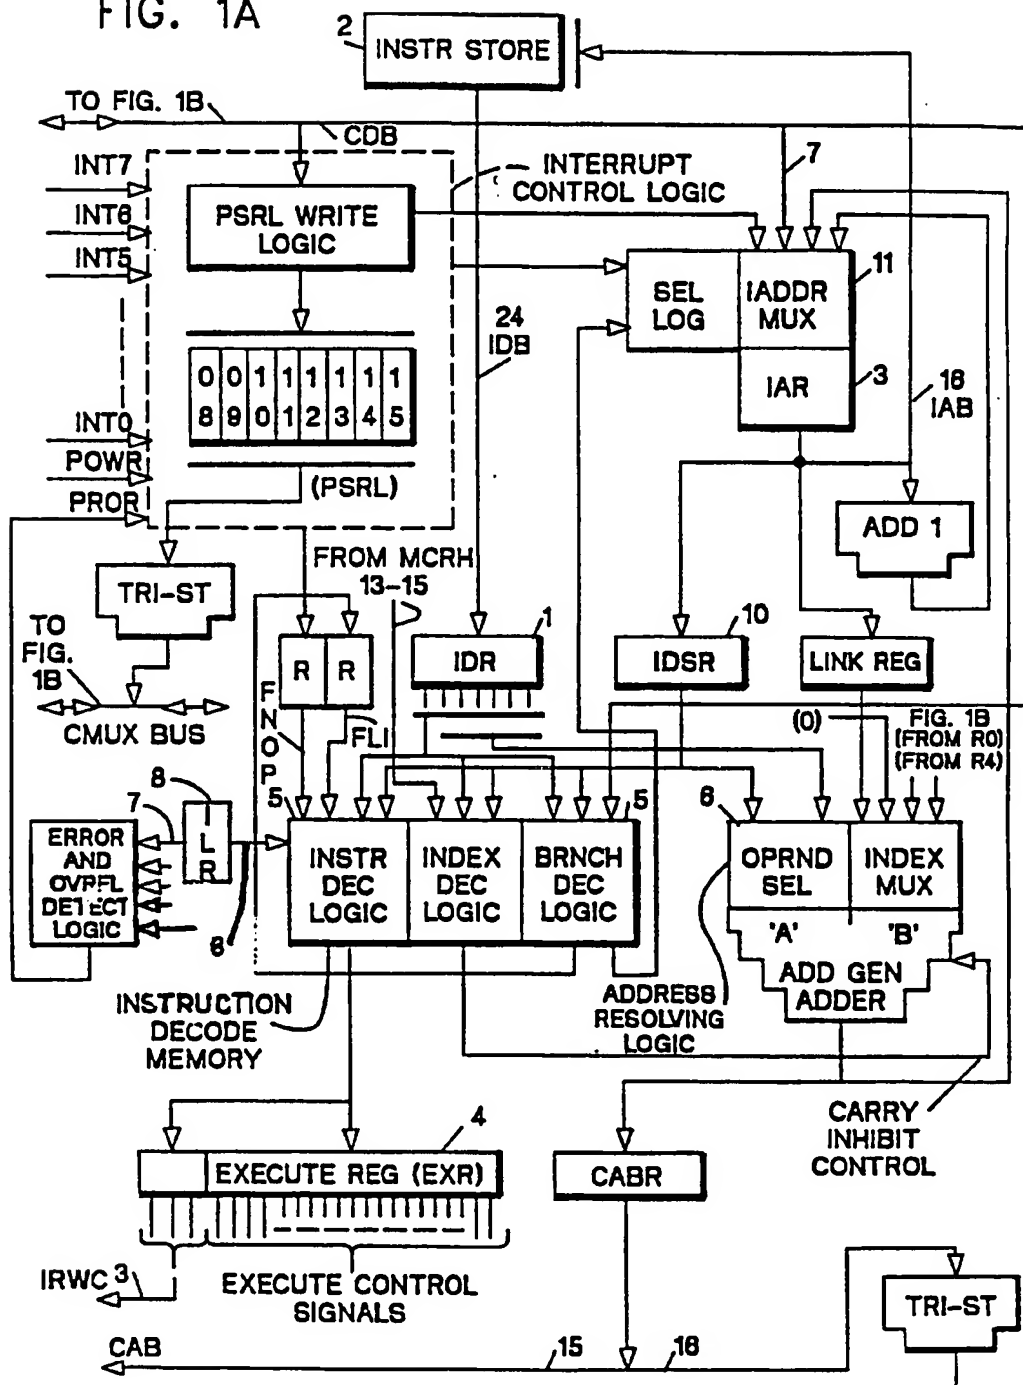 FIG. 1A
2
INSTR STORE
TO FIG. 1B
CDB
INT7
INT6
INT5
INT0
POWR
PROR
INTERRUPT
CONTROL LOGIC
7
PSRL WRITE
LOGIC
SEL
LOG
IADDR
MUX
11
IAR
3
24
IDB
16
IAB
0 0 1 1 1 1 1 1
8 9 0 1 2 3 4 5
(PSRL)
ADD 1
FROM MCRH
13-15
TRI-ST
TO
FIG.
1B
CMUX BUS
R R
1
IDR
10
IDSR
LINK REG
FNOP
FLI
(0)
FIG. 1B
(FROM R0)
(FROM R4)
8
7
5
5
6
ERROR
AND
OVRFL
DETECT
LOGIC
I
L
R
6
INSTR
DEC
LOGIC
INDEX
DEC
LOGIC
BRNCH
DEC
LOGIC
OPRND
SEL
INDEX
MUX
'A'
'B'
ADD GEN
ADDER
INSTRUCTION
DECODE
MEMORY
ADDRESS
RESOLVING
LOGIC
CARRY
INHIBIT
CONTROL
4
EXECUTE REG (EXR)
CABR
IRWC 3
EXECUTE CONTROL
SIGNALS
TRI-ST
CAB
15
16